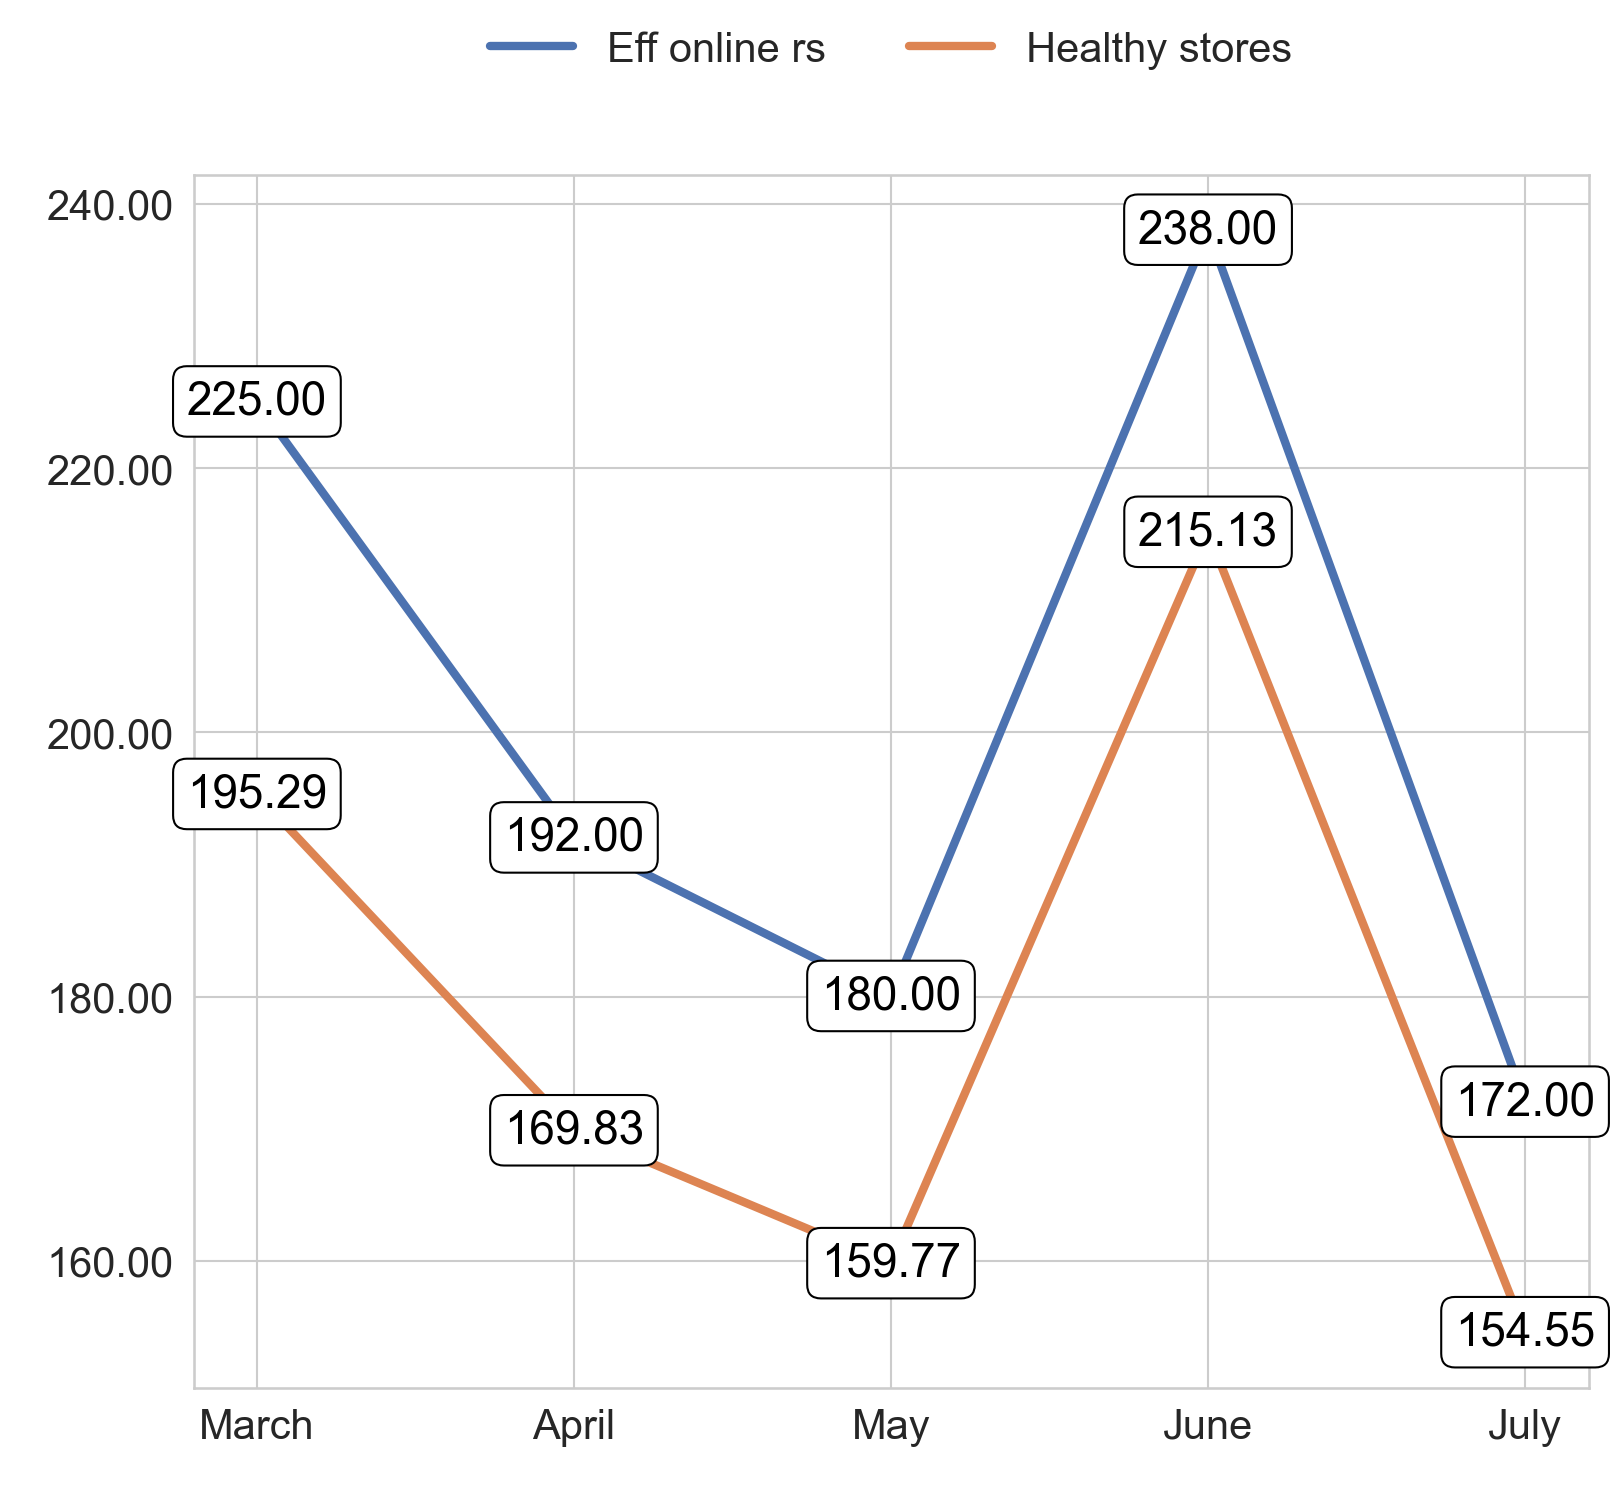 Eff online rs
Healthy stores
240.00
220.00
200.00
180.00
160.00
225.00
192.00
180.00
238.00
172.00
195.29
169.83
159.77
215.13
154.55
March
April
May
June
July